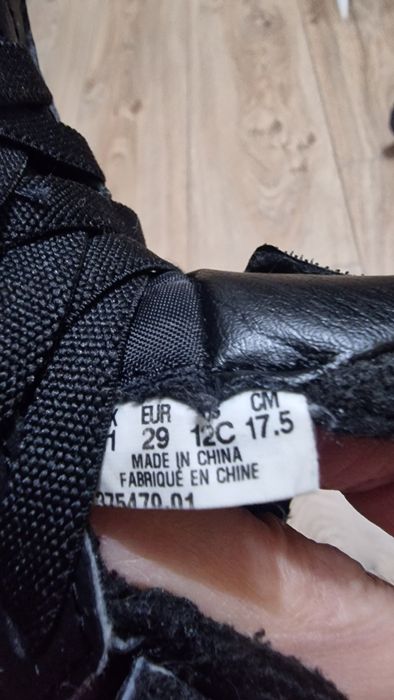 EUR CM
29 12C 17.5
MADE IN CHINA
FABRIQUÉ EN CHINE
375470 01